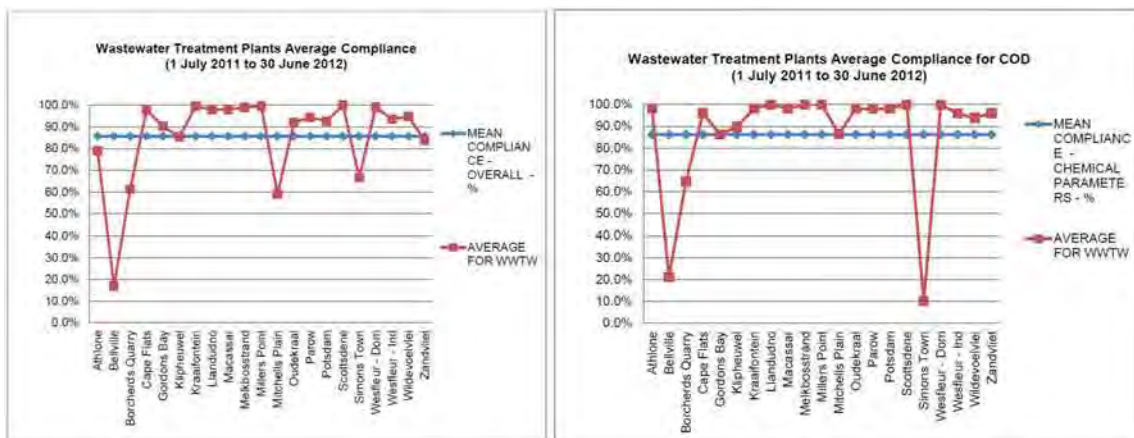 Wastewater Treatment Plants Average Compliance
(1 July 2011 to 30 June 2012)
100.0%
90.0%
80.0%
70.0%
60.0%
50.0%
40.0%
30.0%
20.0%
10.0%
0.0%
Athlone
Bellville
Borcherds Quarry
Cape Flats
Gordons Bay
Klipheuwel
Kraaifontein
Llandudno
Macassar
Melkbosstrand
Millers Point
Mitchells Plain
Oudekraal
Parow
Potsdam
Scottsdene
Simons Town
Wesfleur - Dom
Wesfleur - Ind
Wildevoelvlei
Zandvliet
MEAN
COMPLIAN
CE -
OVERALL -
%
AVERAGE
FOR WWTW
Wastewater Treatment Plants Average Compliance for COD
(1 July 2011 to 30 June 2012)
100.0%
90.0%
80.0%
70.0%
60.0%
50.0%
40.0%
30.0%
20.0%
10.0%
0.0%
Athlone
Bellville
Borcherds Quarry
Cape Flats
Gordons Bay
Klipheuwel
Kraaifontein
Llandudno
Macassar
Melkbosstrand
Millers Point
Mitchells Plain
Oudekraal
Parow
Potsdam
Scottsdene
Simons Town
Wesfleur - Dom
Wesfleur - Ind
Wildevoelvlei
Zandvliet
MEAN
COMPLIANC
E -
CHEMICAL
PARAMETE
RS - %
AVERAGE
FOR WWTW